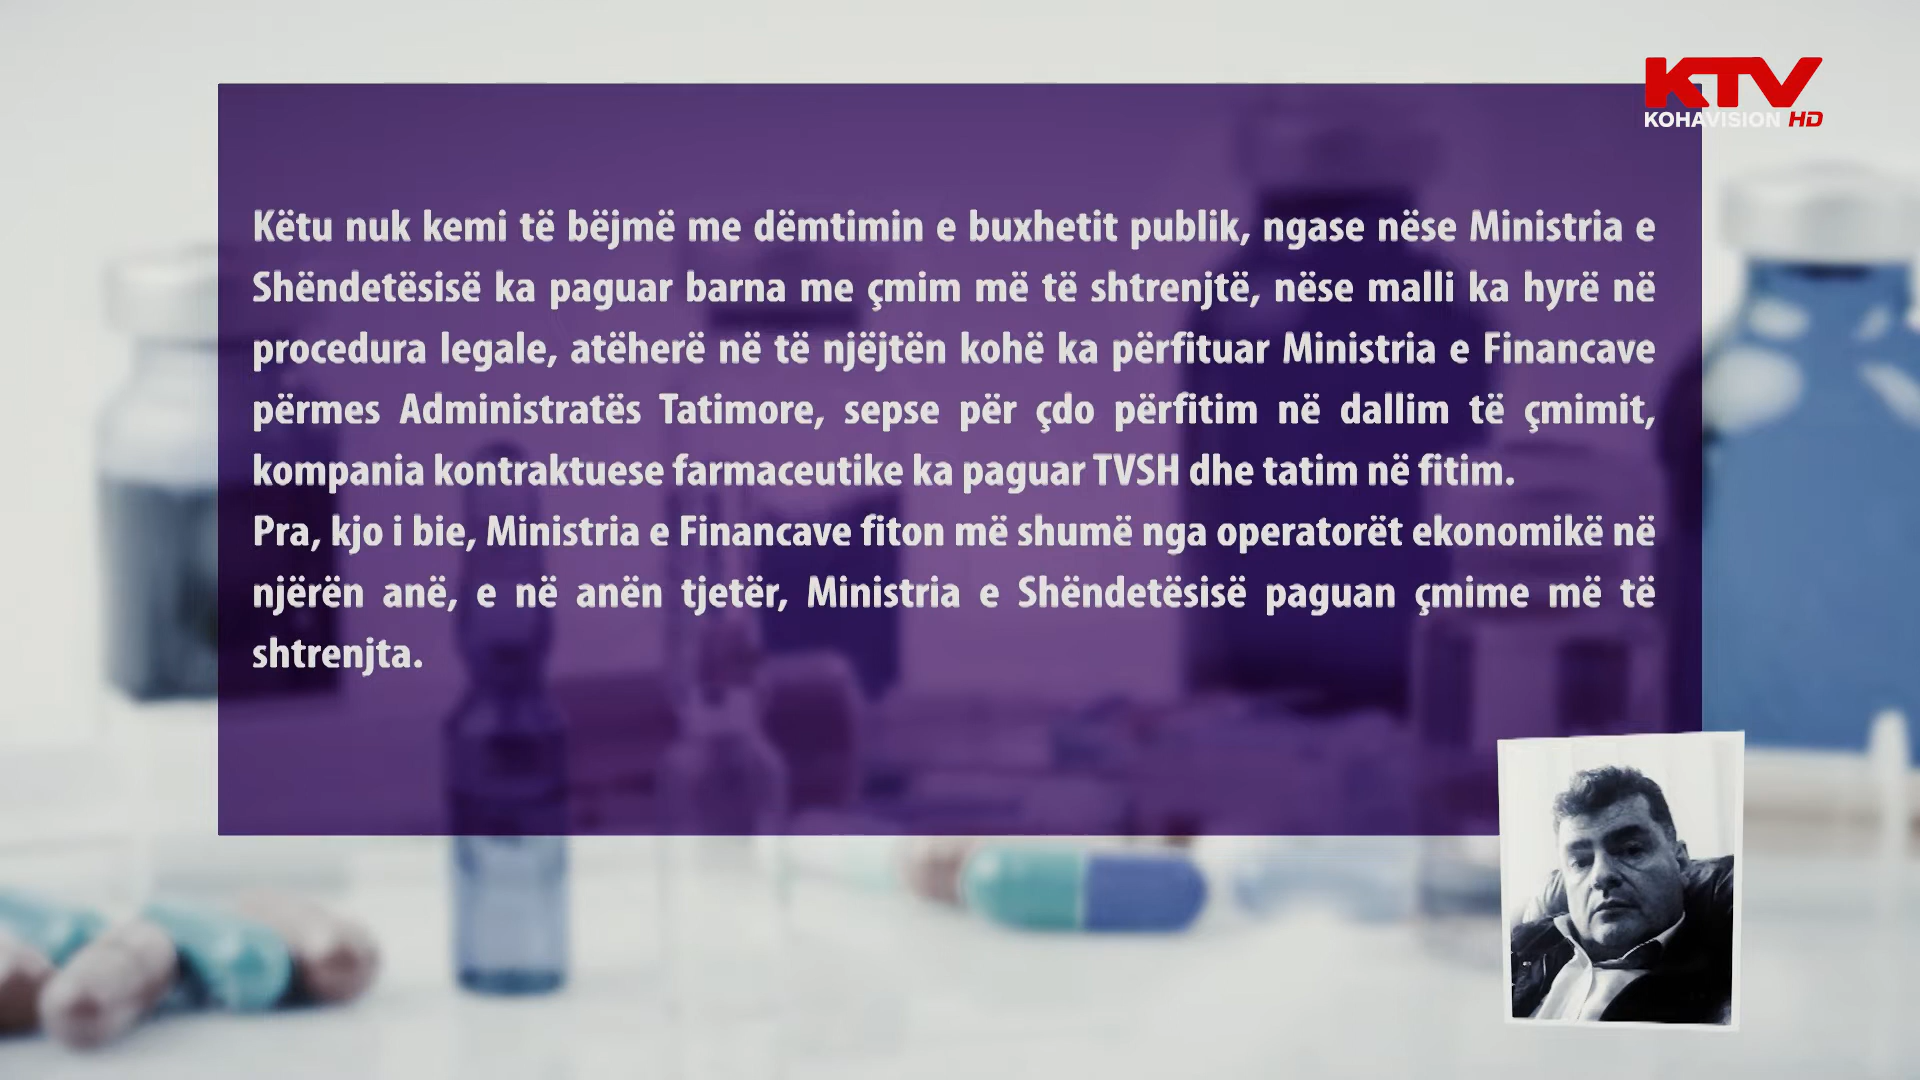 KTV
KOHAVISION HD
Këtu nuk kemi të bëjmë me dëmtimin e buxhetit publik, ngase nëse Ministria e
Shëndetësisë ka paguar barna me çmim më të shtrenjtë, nëse malli ka hyrë në
procedura legale, atëherë në të njëjtën kohë ka përfituar Ministria e Financave
përmes Administratës Tatimore, sepse për çdo përfitim në dallim të çmimit,
kompania kontraktuese farmaceutike ka paguar TVSH dhe tatim në fitim.
Pra, kjo i bie, Ministria e Financave fiton më shumë nga operatorët ekonomikë në
njërën anë, e në anën tjetër, Ministria e Shëndetësisë paguan çmime më të
shtrenjta.